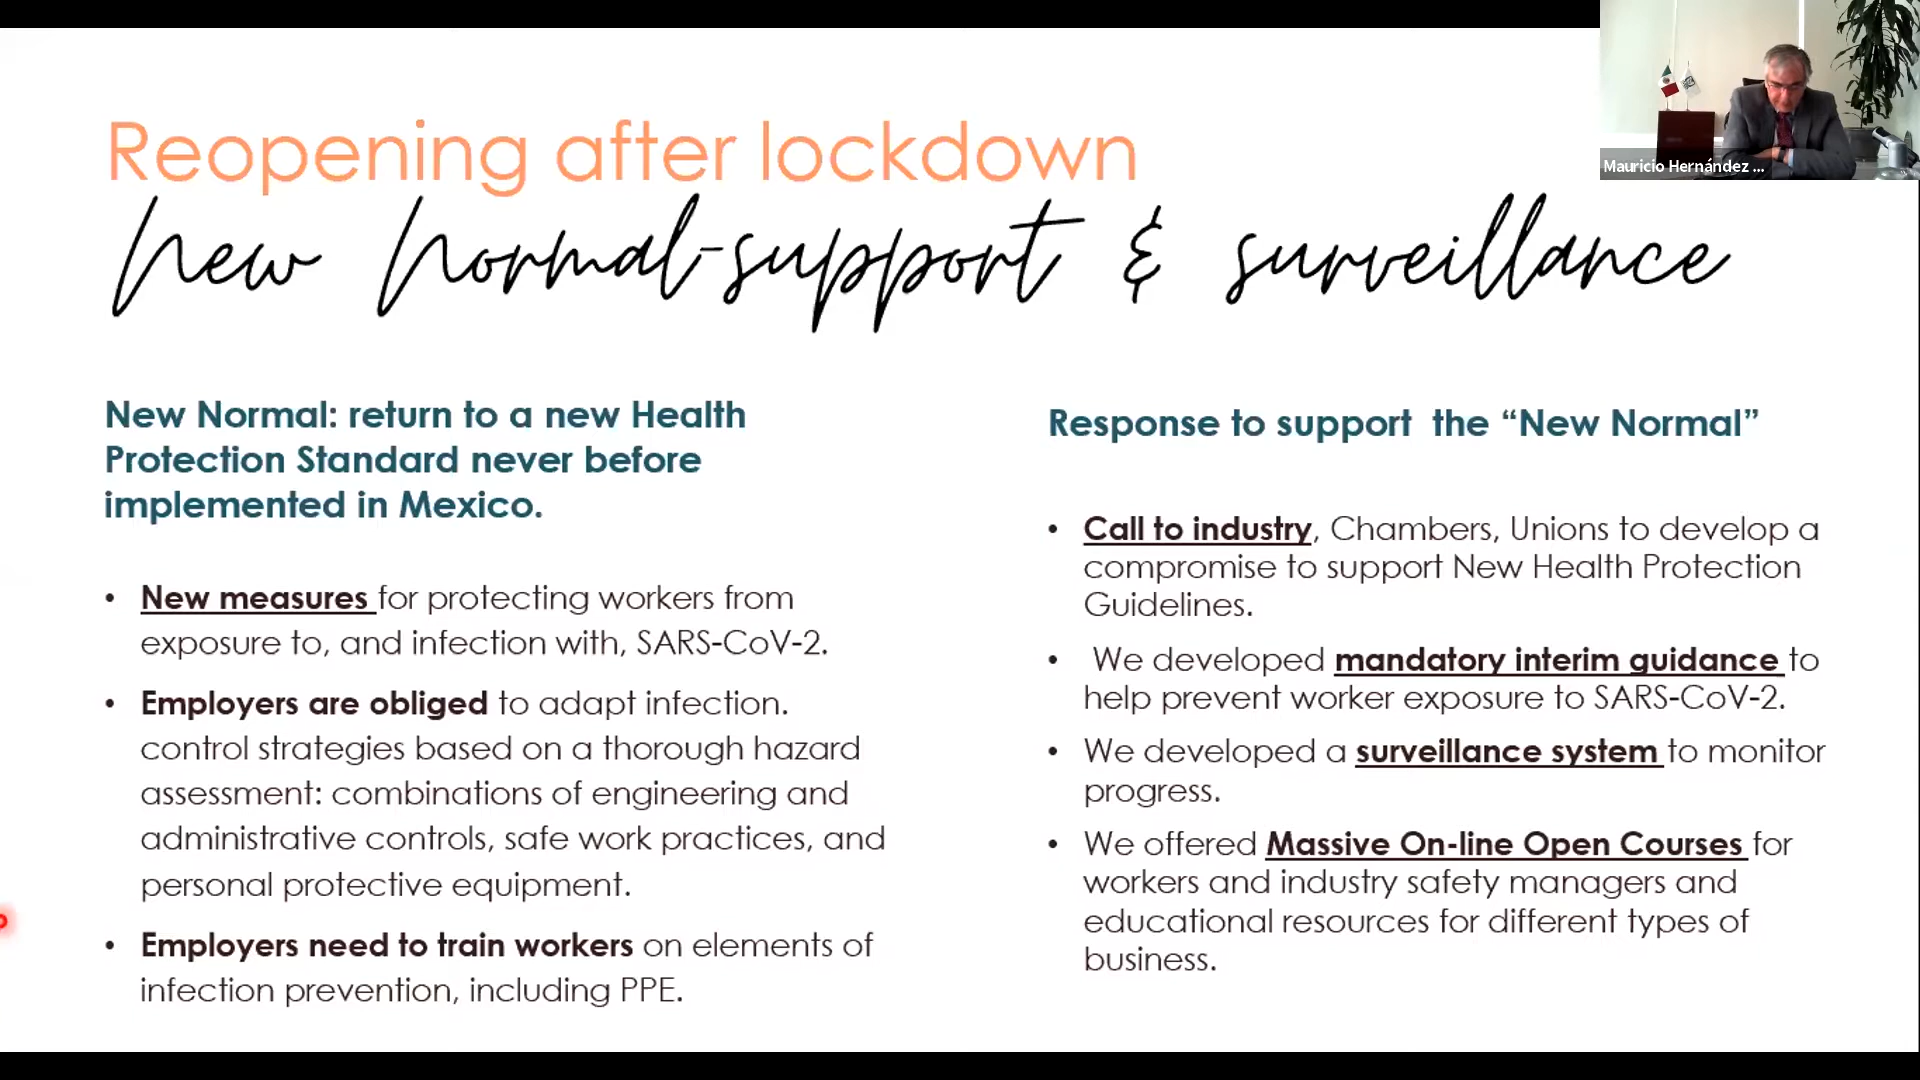 Reopening after lockdown
New Normal-support & surveillance
New Normal: return to a new Health
Protection Standard never before
implemented in Mexico.
• New measures for protecting workers from
exposure to, and infection with, SARS-CoV-2.
• Employers are obliged to adapt infection.
control strategies based on a thorough hazard
assessment: combinations of engineering and
administrative controls, safe work practices, and
personal protective equipment.
• Employers need to train workers on elements of
infection prevention, including PPE.
Response to support the “New Normal”
• Call to industry, Chambers, Unions to develop a
compromise to support New Health Protection
Guidelines.
• We developed mandatory interim guidance to
help prevent worker exposure to SARS-CoV-2.
• We developed a surveillance system to monitor
progress.
• We offered Massive On-line Open Courses for
workers and industry safety managers and
educational resources for different types of
business.
Mauricio Hernández ...